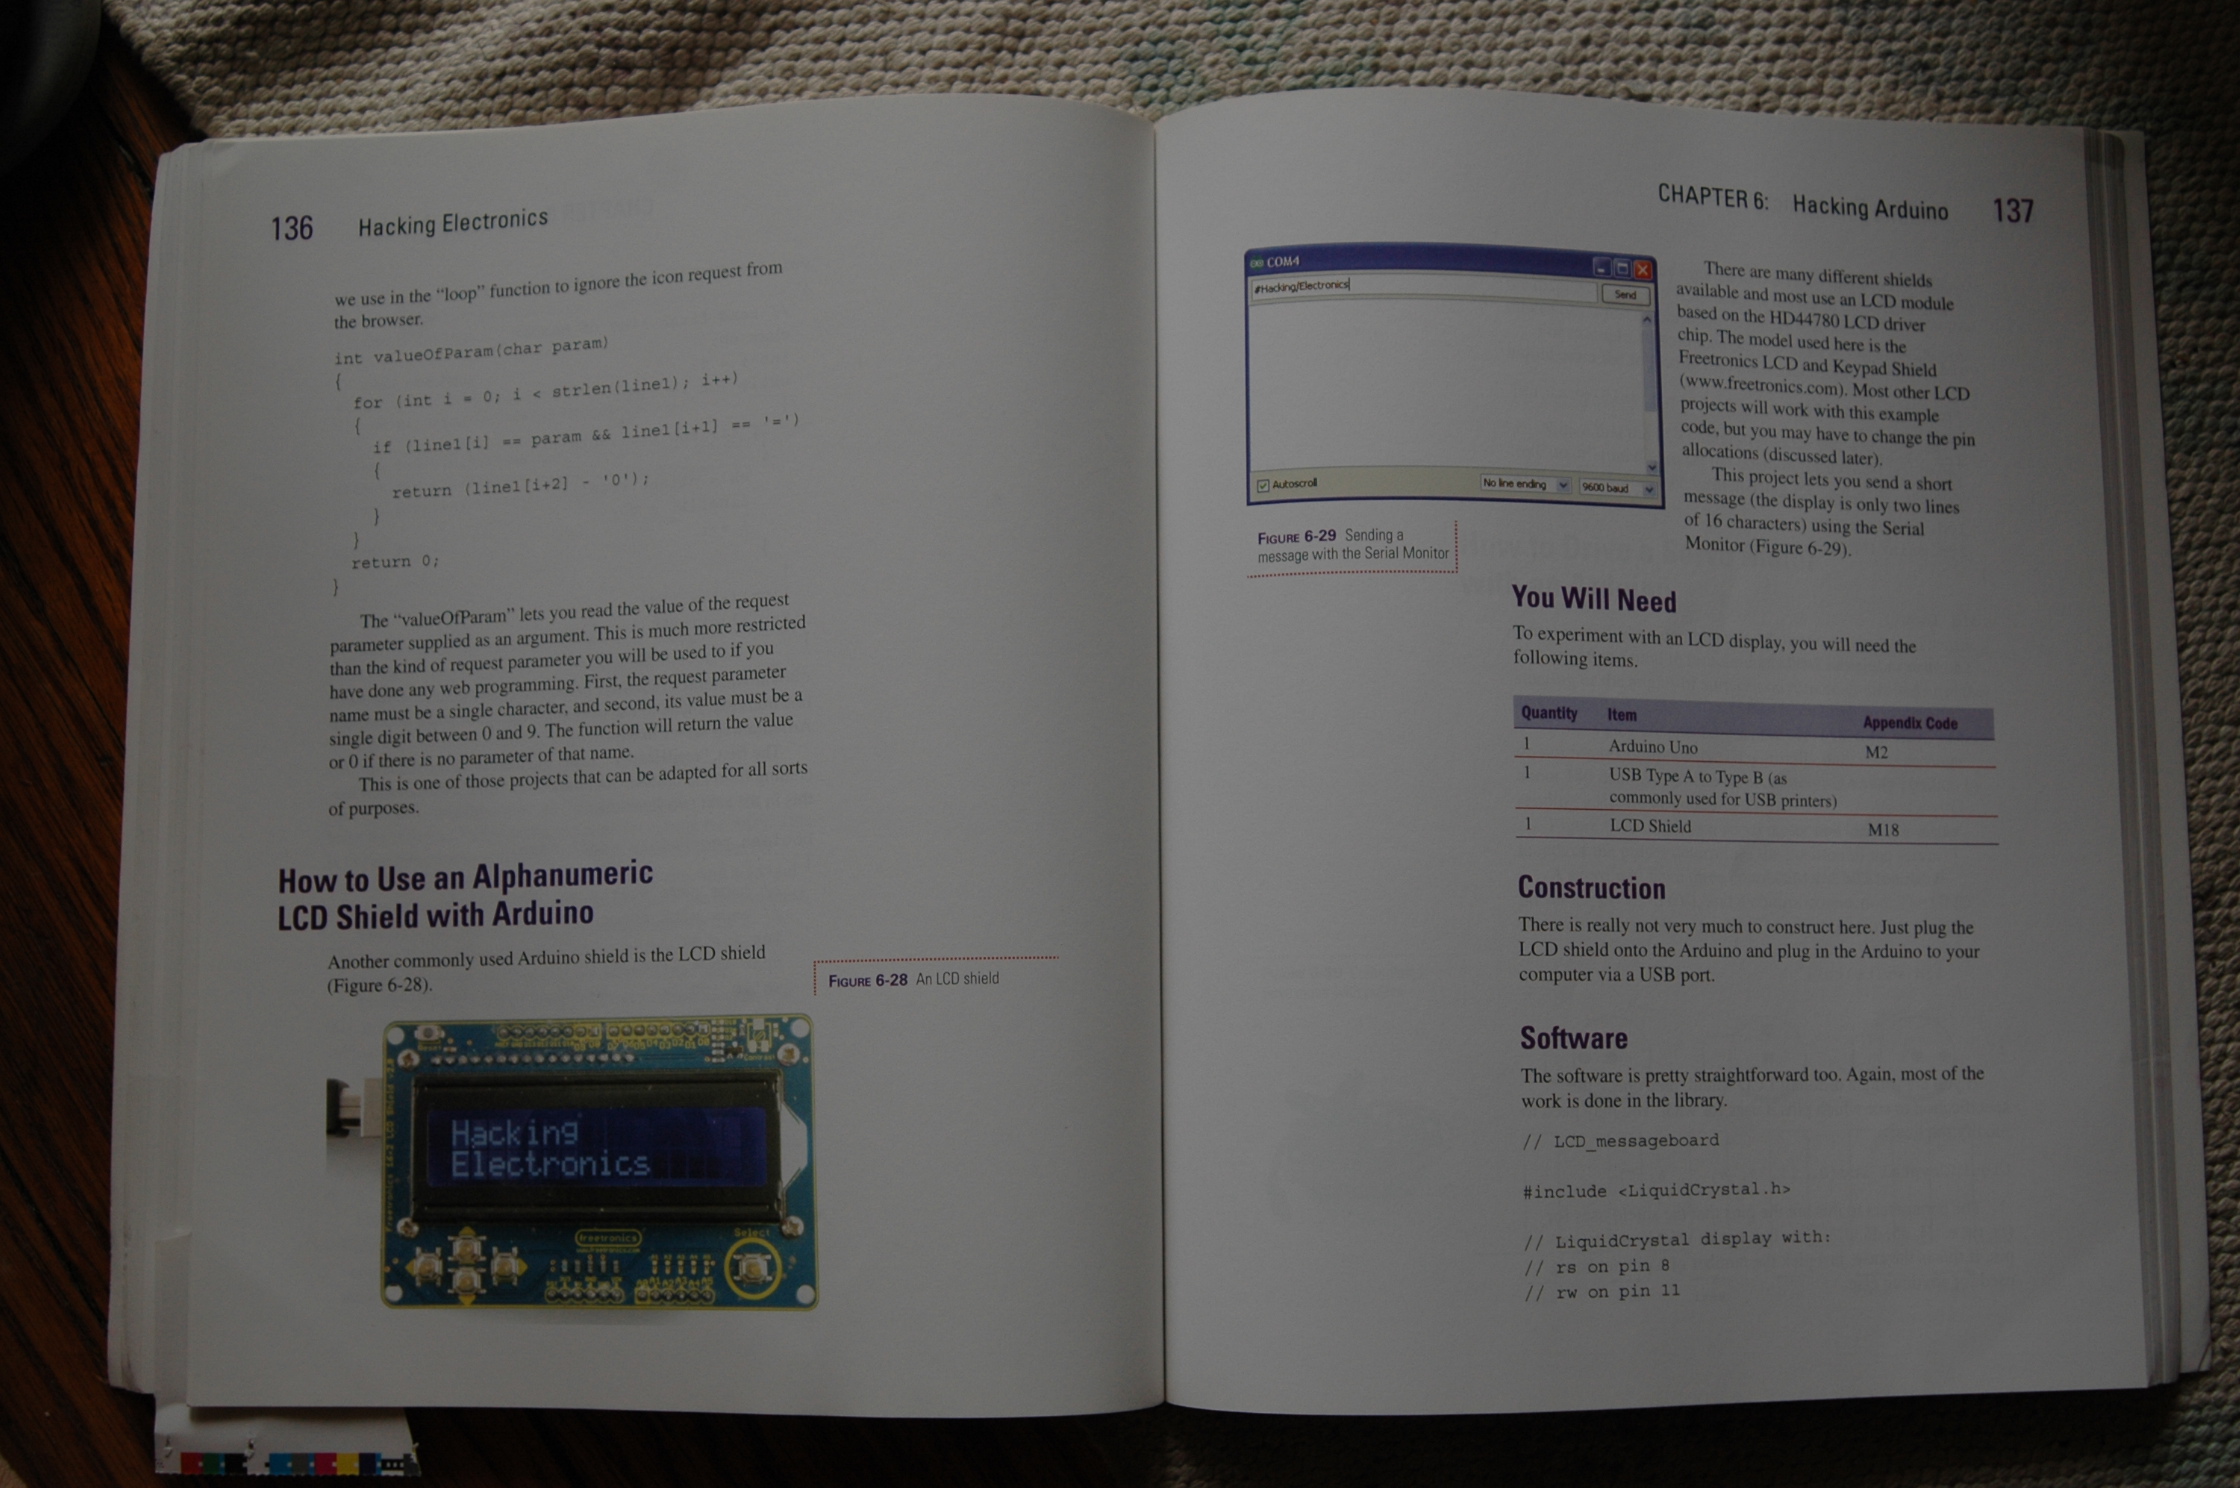 136 Hacking Electronics
we use in the “loop” function to ignore the icon request from
the browser.
int valueOfParam(char param)
{
for (int i = 0; i < strlen(line1); i++)
{
if (line1[i] == param && line1[i+1] == '=')
{
return (line1[i+2] - '0');
}
}
return 0;
}
The “valueOfParam” lets you read the value of the request
parameter supplied as an argument. This is much more restricted
than the kind of request parameter you will be used to if you
have done any web programming. First, the request parameter
name must be a single character, and second, its value must be a
single digit between 0 and 9. The function will return the value
or 0 if there is no parameter of that name.
This is one of those projects that can be adapted for all sorts
of purposes.
How to Use an Alphanumeric
LCD Shield with Arduino
Another commonly used Arduino shield is the LCD shield
(Figure 6-28).
FIGURE 6-28 An LCD shield
Hacking
Electronics
freetronics
Select
CHAPTER 6: Hacking Arduino 137
COM4
#Hacking/Electronics
Send
Autoscroll
No line ending
9600 baud
FIGURE 6-29 Sending a
message with the Serial Monitor
There are many different shields
available and most use an LCD module
based on the HD44780 LCD driver
chip. The model used here is the
Freetronics LCD and Keypad Shield
(www.freetronics.com). Most other LCD
projects will work with this example
code, but you may have to change the pin
allocations (discussed later).
This project lets you send a short
message (the display is only two lines
of 16 characters) using the Serial
Monitor (Figure 6-29).
You Will Need
To experiment with an LCD display, you will need the
following items.
Quantity Item Appendix Code
1 Arduino Uno M2
1 USB Type A to Type B (as
commonly used for USB printers)
1 LCD Shield M18
Construction
There is really not very much to construct here. Just plug the
LCD shield onto the Arduino and plug in the Arduino to your
computer via a USB port.
Software
The software is pretty straightforward too. Again, most of the
work is done in the library.
// LCD_messageboard
#include <LiquidCrystal.h>
// LiquidCrystal display with:
// rs on pin 8
// rw on pin 11